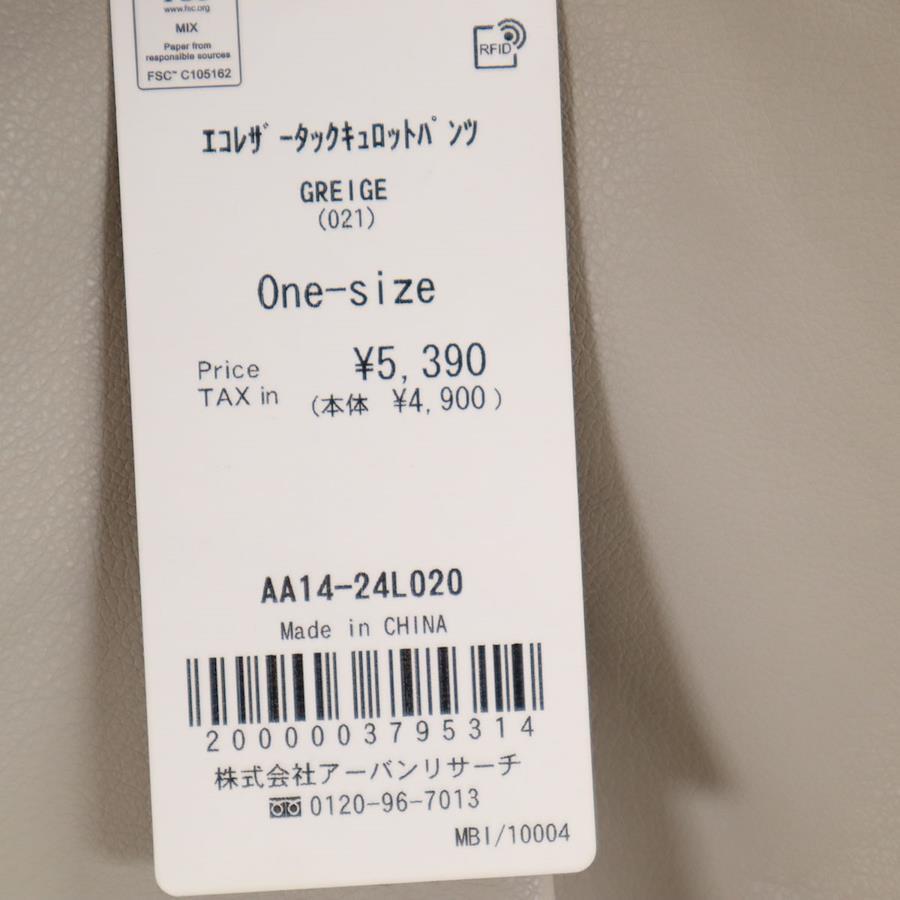 www.fsc.org
MIX
Paper from
responsible sources
FSC™ C105162
RFID
ｴｺﾚｻﾞｰﾀｯｸｷｭﾛｯﾄﾊﾟﾝﾂ
GREIGE
(021)
One-size
Price ¥5,390
TAX in (本体 ¥4,900)
AA14-24L020
Made in CHINA
2000003795314
株式会社アーバンリサーチ
0120-96-7013
MBI/10004